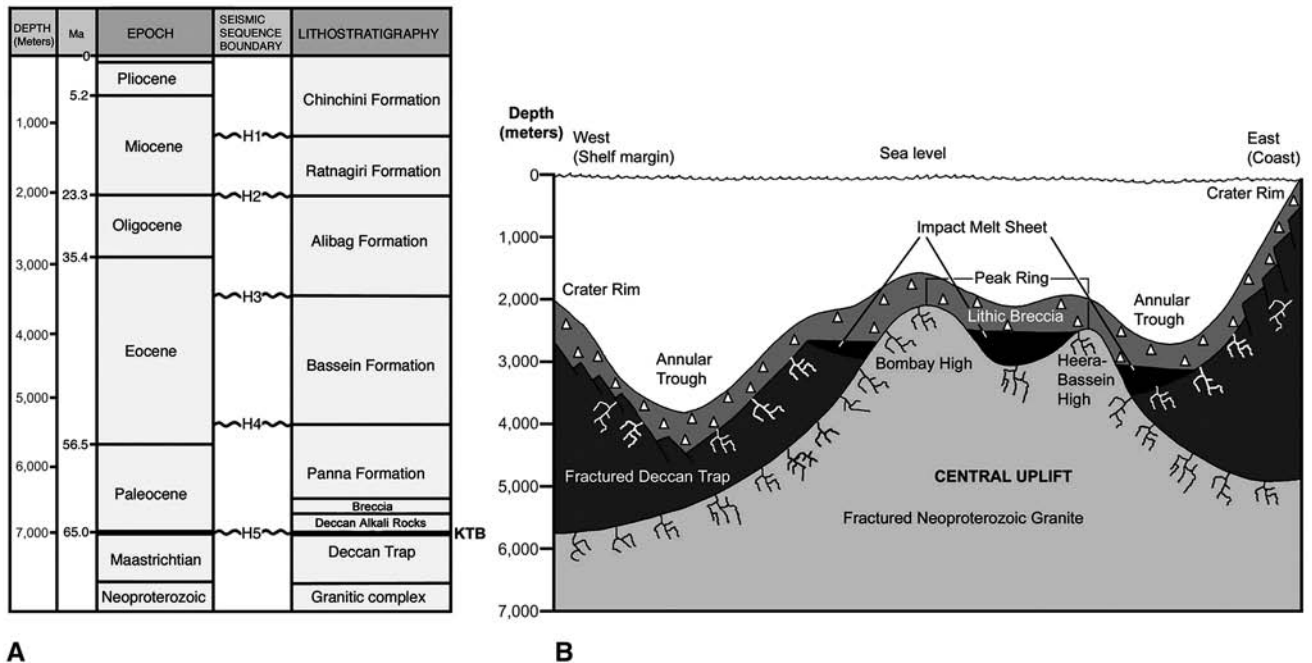 DEPTH
(Meters)
Ma
EPOCH
SEISMIC
SEQUENCE
BOUNDARY
LITHOSTRATIGRAPHY
0
Pliocene
5.2
Chinchini Formation
1,000
H1
Miocene
Ratnagiri Formation
2,000
23.3
H2
Oligocene
Alibag Formation
3,000
35.4
H3
4,000
Eocene
Bassein Formation
5,000
H4
56.5
6,000
Panna Formation
Paleocene
Breccia
Deccan Alkali Rocks
7,000
65.0
H5
KTB
Maastrichtian
Deccan Trap
Neoproterozoic
Granitic complex
A
Depth
(meters)
West
(Shelf margin)
Sea level
East
(Coast)
0
1,000
2,000
3,000
4,000
5,000
6,000
7,000
Crater Rim
Impact Melt Sheet
Peak Ring
Crater Rim
Annular
Trough
Lithic Breccia
Annular
Trough
Bombay High
Heera-
Bassein
High
Fractured Deccan Trap
CENTRAL UPLIFT
Fractured Neoproterozoic Granite
B